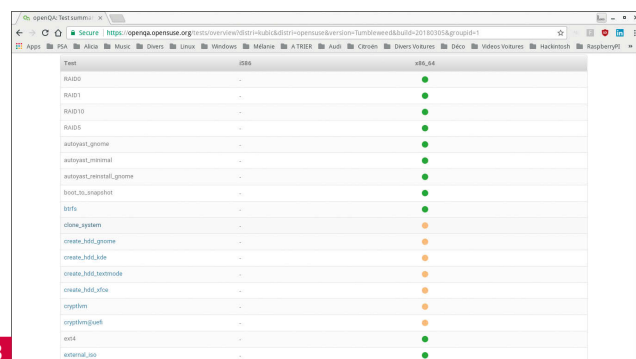 openQA: Test summar
Secure https://openqa.opensuse.org/tests/overview?distri=kubic&distri=opensuse&version=Tumbleweed&build=20180305&groupid=1
Apps PSA Alicia Music Divers Linux Windows Mélanie A TRIER Audi Citroën Divers Voitures Déco Videos Voitures Hackintosh RaspberryPI »
Test i586 x86_64
RAID0 -
RAID1 -
RAID10 -
RAID5 -
autoyast_gnome -
autoyast_minimal -
autoyast_reinstall_gnome -
boot_to_snapshot -
btrfs -
clone_system -
create_hdd_gnome -
create_hdd_kde -
create_hdd_textmode -
create_hdd_xfce -
cryptlvm -
cryptlvm@uefi -
ext4 -
external_iso -